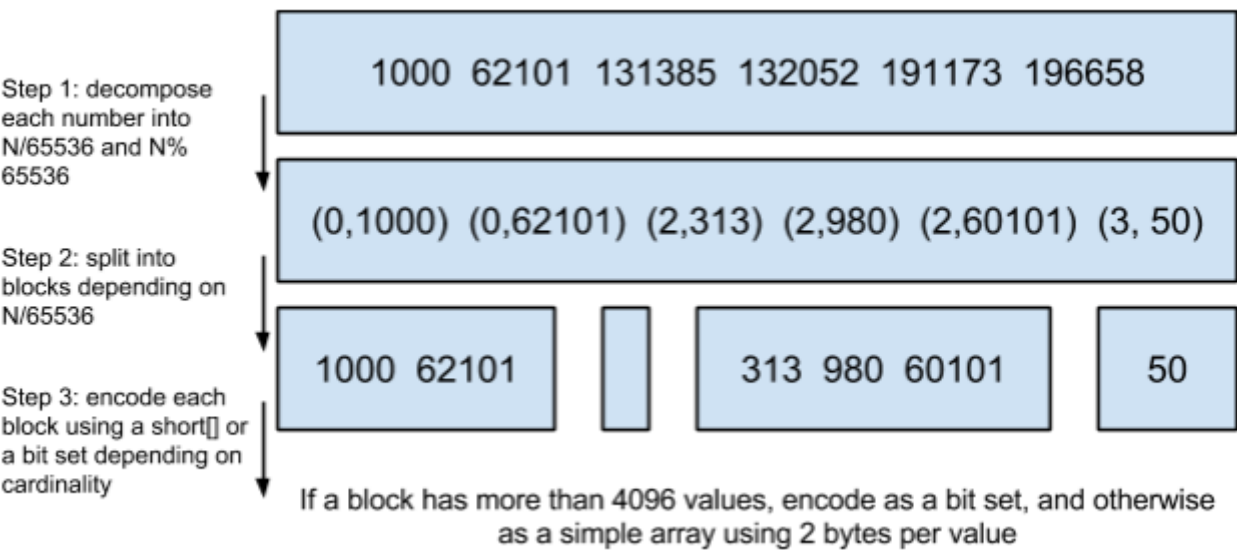 1000 62101 131385 132052 191173 196658
Step 1: decompose
each number into
N/65536 and N%
65536
(0,1000) (0,62101) (2,313) (2,980) (2,60101) (3, 50)
Step 2: split into
blocks depending on
N/65536
1000 62101 313 980 60101 50
Step 3: encode each
block using a short[] or
a bit set depending on
cardinality
If a block has more than 4096 values, encode as a bit set, and otherwise
as a simple array using 2 bytes per value